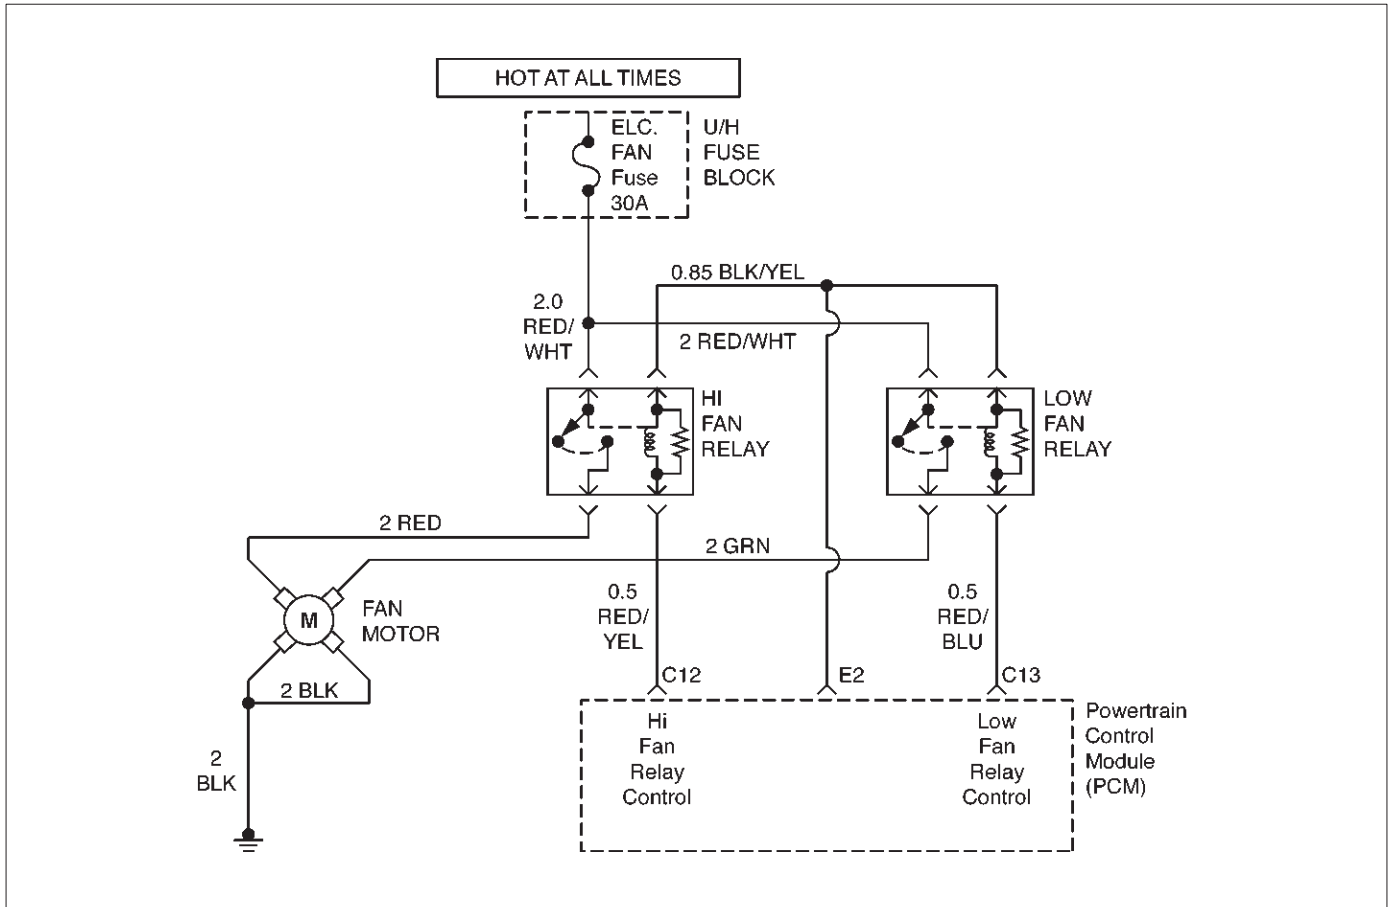 HOT AT ALL TIMES
ELC.
FAN
Fuse
30A
U/H
FUSE
BLOCK
0.85 BLK/YEL
2.0
RED/
WHT
2 RED/WHT
HI
FAN
RELAY
LOW
FAN
RELAY
2 RED
2 GRN
0.5
RED/
YEL
0.5
RED/
BLU
M
FAN
MOTOR
2 BLK
C12
E2
C13
2
BLK
Hi
Fan
Relay
Control
Low
Fan
Relay
Control
Powertrain
Control
Module
(PCM)